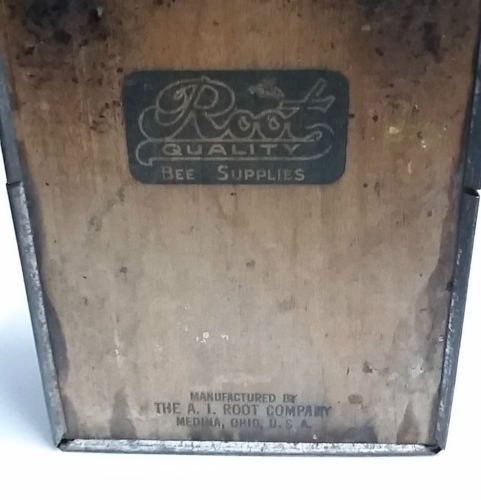 Root
QUALITY
BEE SUPPLIES
MANUFACTURED BY
THE A. I. ROOT COMPANY
MEDINA, OHIO, U. S. A.